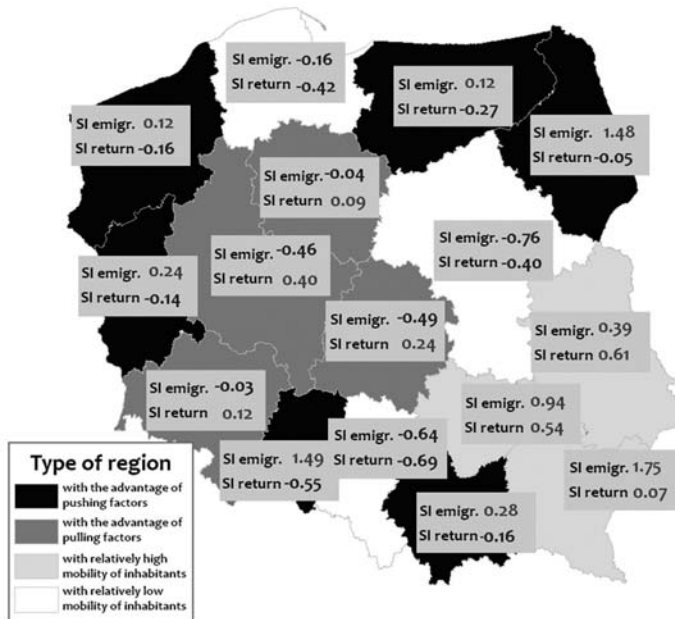 SI emigr. -0.16
SI return -0.42
SI emigr. 0.12
SI return -0.27
SI emigr. 0.12
SI return -0.16
SI emigr. 1.48
SI return -0.05
SI emigr. -0.04
SI return 0.09
SI emigr. -0.46
SI return 0.40
SI emigr. -0.76
SI return -0.40
SI emigr. 0.24
SI return -0.14
SI emigr. -0.49
SI return 0.24
SI emigr. 0.39
SI return 0.61
SI emigr. -0.03
SI return 0.12
SI emigr. 0.94
SI return 0.54
SI emigr. -0.64
SI return -0.69
SI emigr. 1.49
SI return -0.55
SI emigr. 1.75
SI return 0.07
SI emigr. 0.28
SI return -0.16
Type of region
with the advantage of
pushing factors
with the advantage of
pulling factors
with relatively high
mobility of inhabitants
with relatively low
mobility of inhabitants